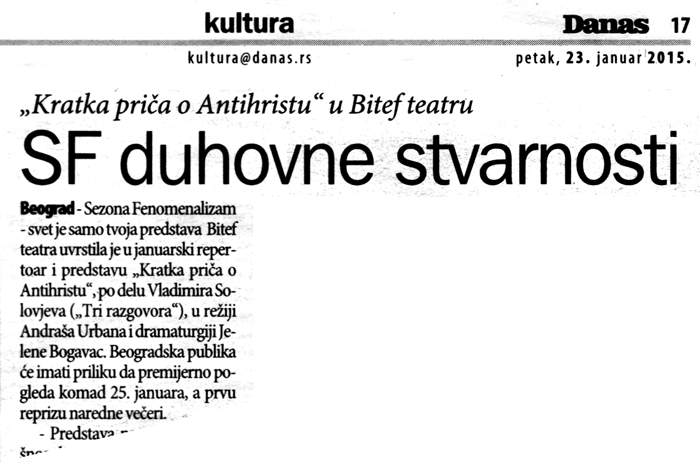 kultura
Danas 17
kultura@danas.rs
petak, 23. januar 2015.
„Kratka priča o Antihristu“ u Bitef teatru
SF duhovne stvarnosti
Beograd - Sezona Fenomenalizam
- svet je samo tvoja predstava Bitef
teatra uvrstila je u januarski reper-
toar i predstavu „Kratka priča o
Antihristu“, po delu Vladimira So-
lovjeva („Tri razgovora“), u režiji
Andraša Urbana i dramaturgiji Je-
lene Bogavac. Beogradska publika
će imati priliku da premijerno po-
gleda komad 25. januara, a prvu
reprizu naredne večeri.
- Predstava